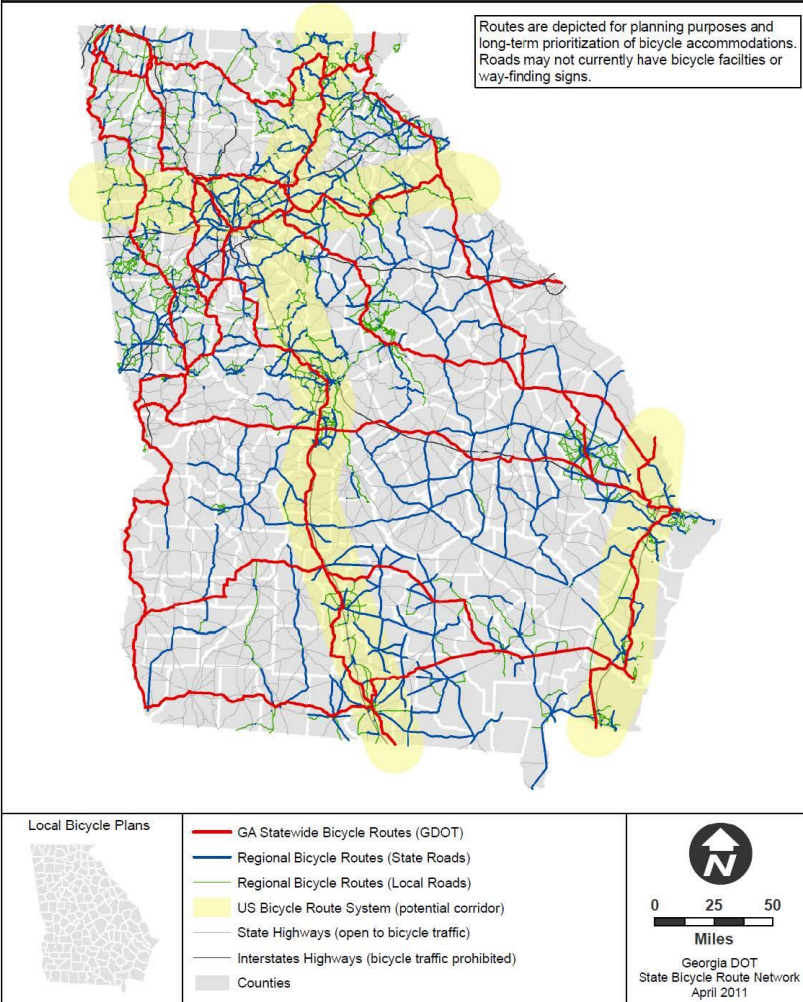 Routes are depicted for planning purposes and
long-term prioritization of bicycle accommodations.
Roads may not currently have bicycle facilties or
way-finding signs.
Local Bicycle Plans
GA Statewide Bicycle Routes (GDOT)
Regional Bicycle Routes (State Roads)
Regional Bicycle Routes (Local Roads)
US Bicycle Route System (potential corridor)
State Highways (open to bicycle traffic)
Interstates Highways (bicycle traffic prohibited)
Counties
N
0 25 50
Miles
Georgia DOT
State Bicycle Route Network
April 2011